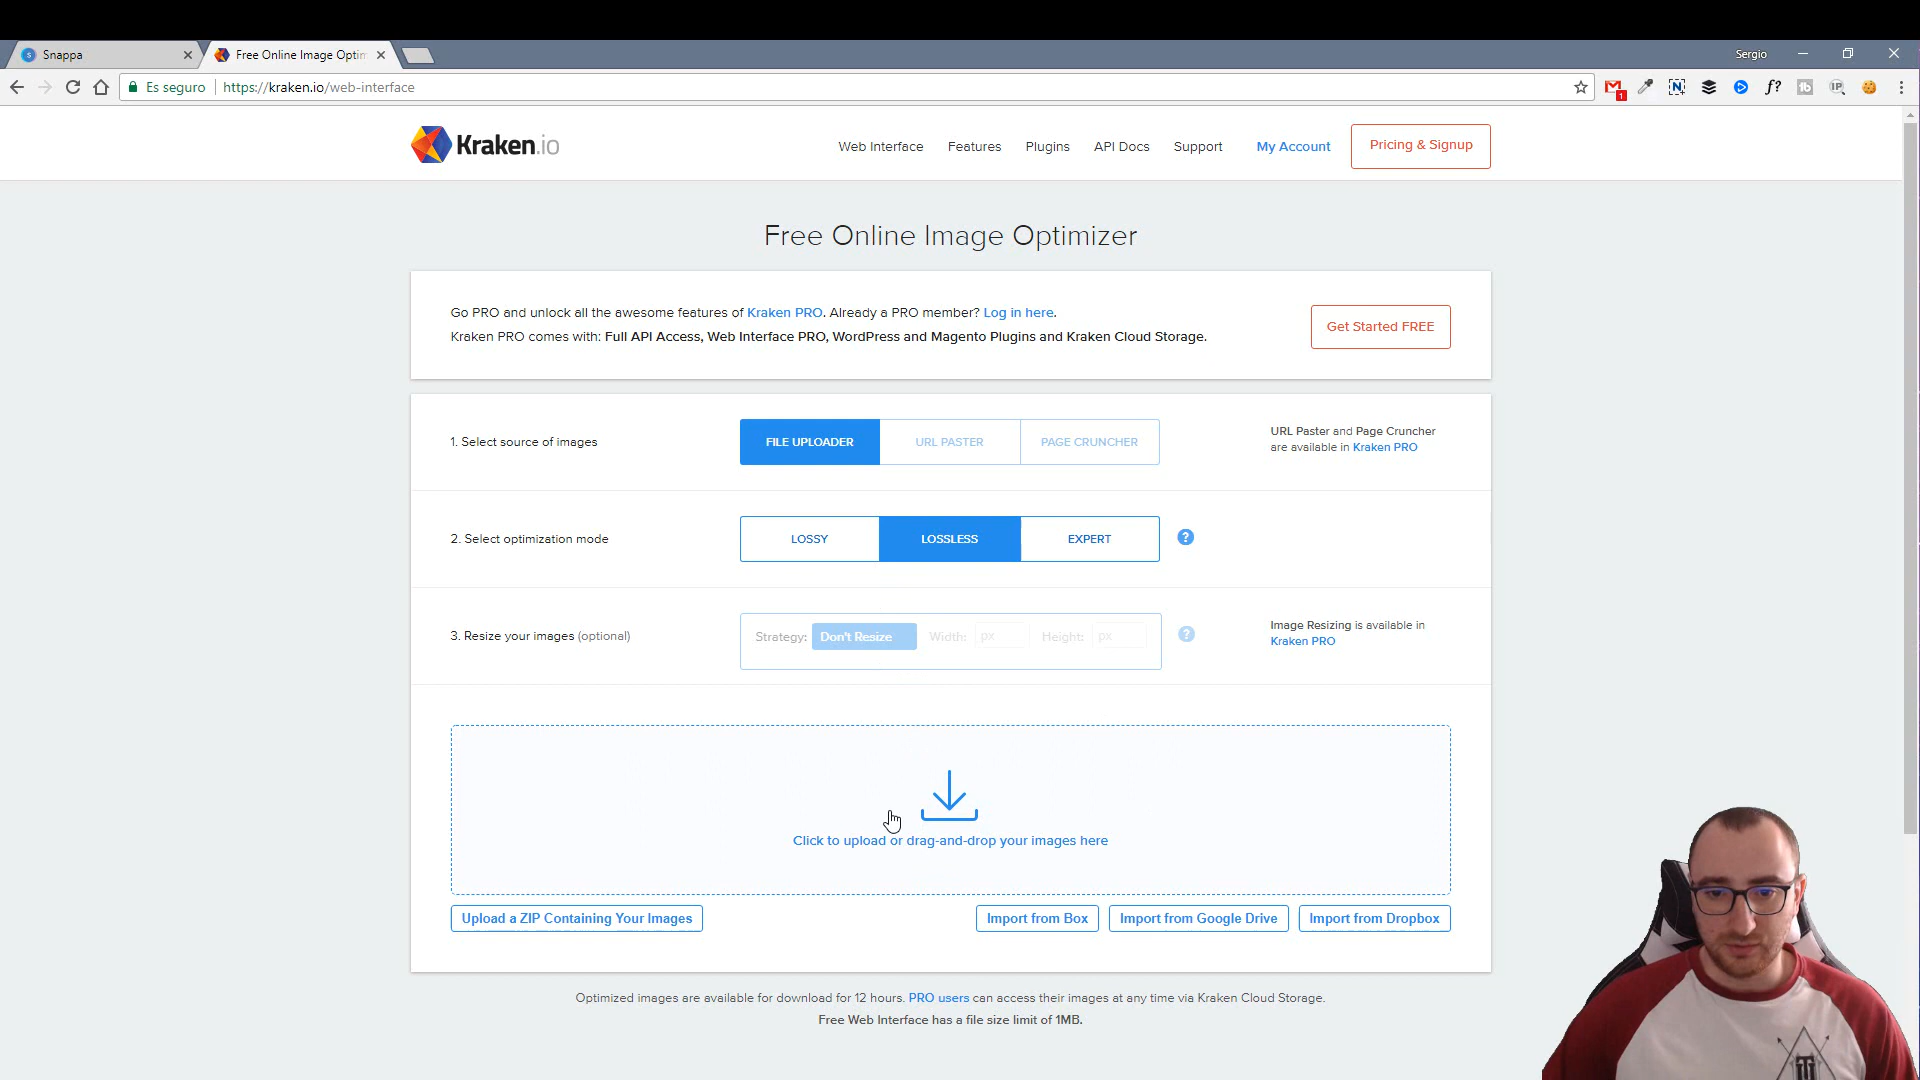 Snappa
Free Online Image Optim
Sergio
Es seguro
https://kraken.io/web-interface
1
Kraken.io
Web Interface
Features
Plugins
API Docs
Support
My Account
Pricing & Signup
Free Online Image Optimizer
Go PRO and unlock all the awesome features of Kraken PRO. Already a PRO member? Log in here.
Kraken PRO comes with: Full API Access, Web Interface PRO, WordPress and Magento Plugins and Kraken Cloud Storage.
Get Started FREE
1. Select source of images
FILE UPLOADER
URL PASTER
PAGE CRUNCHER
URL Paster and Page Cruncher
are available in Kraken PRO
2. Select optimization mode
LOSSY
LOSSLESS
EXPERT
?
3. Resize your images (optional)
Strategy:
Don't Resize
Width:
px
Height:
px
?
Image Resizing is available in
Kraken PRO
Click to upload or drag-and-drop your images here
Upload a ZIP Containing Your Images
Import from Box
Import from Google Drive
Import from Dropbox
Optimized images are available for download for 12 hours. PRO users can access their images at any time via Kraken Cloud Storage.
Free Web Interface has a file size limit of 1MB.